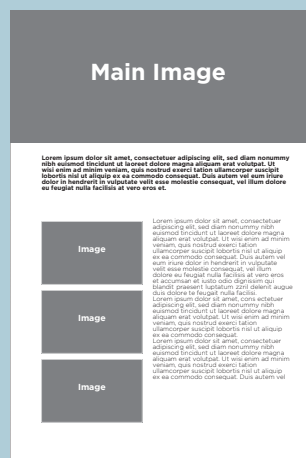 Main Image
Lorem ipsum dolor sit amet, consectetuer adipiscing elit, sed diam nonummy
nibh euismod tincidunt ut laoreet dolore magna aliquam erat volutpat. Ut
wisi enim ad minim veniam, quis nostrud exerci tation ullamcorper suscipit
lobortis nisl ut aliquip ex ea commodo consequat. Duis autem vel eum iriure
dolor in hendrerit in vulputate velit esse molestie consequat, vel illum dolore
eu feugiat nulla facilisis at vero eros et.
Image
Image
Image
Lorem ipsum dolor sit amet, consectetuer
adipiscing elit, sed diam nonummy nibh
euismod tincidunt ut laoreet dolore magna
aliquam erat volutpat. Ut wisi enim ad minim
veniam, quis nostrud exerci tation
ullamcorper suscipit lobortis nisl ut aliquip
ex ea commodo consequat. Duis autem vel
eum iriure dolor in hendrerit in vulputate
velit esse molestie consequat, vel illum
dolore eu feugiat nulla facilisis at vero eros
et accumsan et iusto odio dignissim qui
blandit praesent luptatum zzril delenit augue
duis dolore te feugait nulla facilisi.
Lorem ipsum dolor sit amet, cons ectetuer
adipiscing elit, sed diam nonummy nibh
euismod tincidunt ut laoreet dolore magna
aliquam erat volutpat. Ut wisi enim ad minim
veniam, quis nostrud exerci tation
ullamcorper suscipit lobortis nisl ut aliquip
ex ea commodo consequat.
Lorem ipsum dolor sit amet, consectetuer
adipiscing elit, sed diam nonummy nibh
euismod tincidunt ut laoreet dolore magna
aliquam erat volutpat. Ut wisi enim ad minim
veniam, quis nostrud exerci tation
ullamcorper suscipit lobortis nisl ut aliquip
ex ea commodo consequat. Duis autem vel